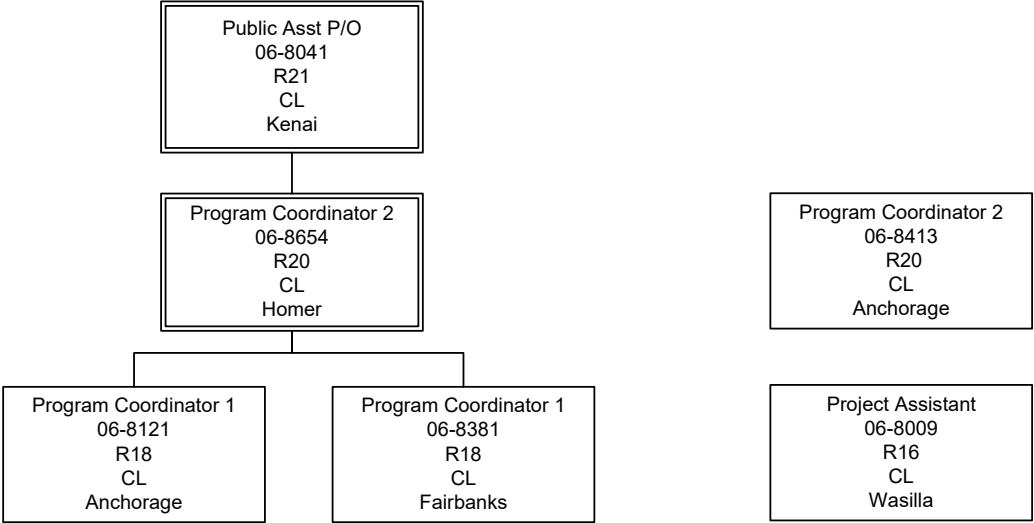 Public Asst P/O
06-8041
R21
CL
Kenai
Program Coordinator 2
06-8654
R20
CL
Homer
Program Coordinator 2
06-8413
R20
CL
Anchorage
Program Coordinator 1
06-8121
R18
CL
Anchorage
Program Coordinator 1
06-8381
R18
CL
Fairbanks
Project Assistant
06-8009
R16
CL
Wasilla